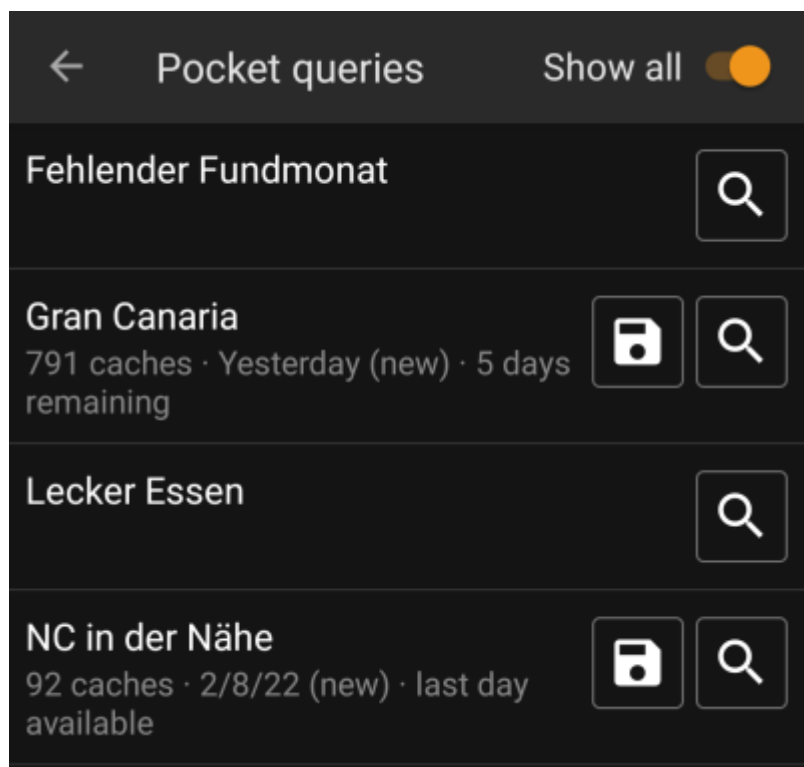 Pocket queries Show all
Fehlender Fundmonat
Gran Canaria
791 caches · Yesterday (new) · 5 days
remaining
Lecker Essen
NC in der Nähe
92 caches · 2/8/22 (new) · last day
available